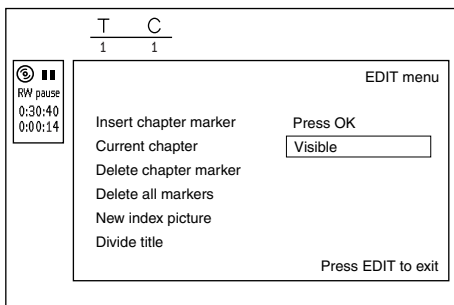 T C
1 1
RW pause
0:30:40
0:00:14
EDIT menu
Insert chapter marker Press OK
Current chapter Visible
Delete chapter marker
Delete all markers
New index picture
Divide title
Press EDIT to exit